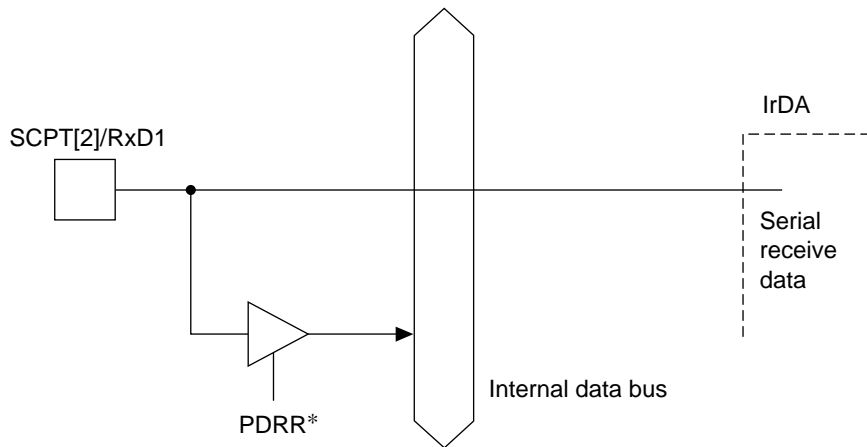 IrDA
SCPT[2]/RxD1
Serial
receive
data
Internal data bus
PDRR*